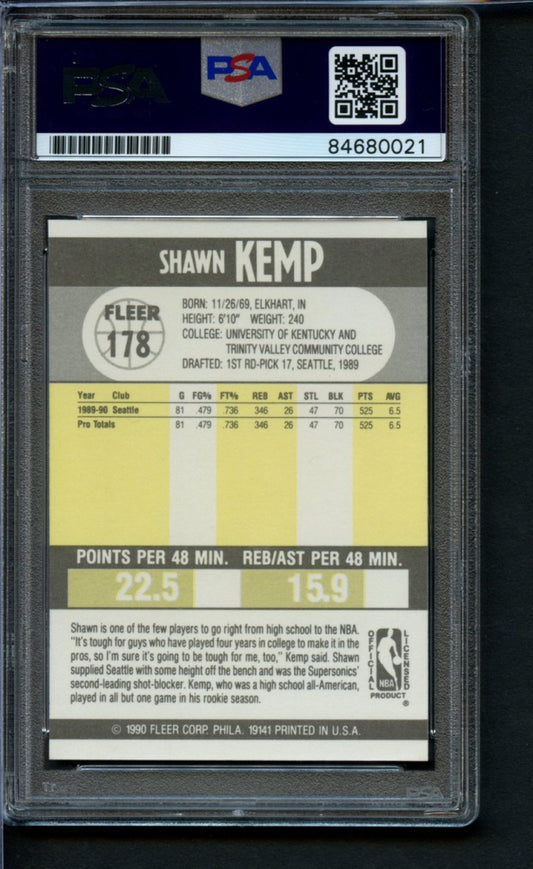 PSA
PSA
84680021
SHAWN KEMP
FLEER
178
BORN: 11/26/69, ELKHART, IN
HEIGHT: 6'10" WEIGHT: 240
COLLEGE: UNIVERSITY OF KENTUCKY AND
TRINITY VALLEY COMMUNITY COLLEGE
DRAFTED: 1ST RD-PICK 17, SEATTLE, 1989
Year Club G FG% FT% REB AST STL BLK PTS AVG
1989-90 Seattle 81 .479 .736 346 26 47 70 525 6.5
Pro Totals 81 .479 .736 346 26 47 70 525 6.5
POINTS PER 48 MIN. REB/AST PER 48 MIN.
22.5 15.9
Shawn is one of the few players to go right from high school to the NBA.
"It's tough for guys who have played four years in college to make it in the
pros, so I'm sure it's going to be tough for me, too," Kemp said. Shawn
supplied Seattle with some height off the bench and was the Supersonics'
second-leading shot-blocker. Kemp, who was a high school all-American,
played in all but one game in his rookie season.
OFFICIAL LICENSED
NBA
PRODUCT
®
© 1990 FLEER CORP. PHILA. 19141 PRINTED IN U.S.A.
PSA